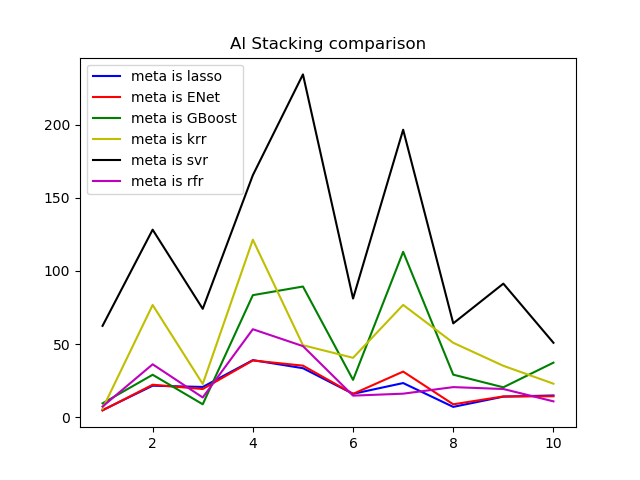 Al Stacking comparison
meta is lasso
meta is ENet
meta is GBoost
meta is krr
meta is svr
meta is rfr
200
150
100
50
0
2 4 6 8 10